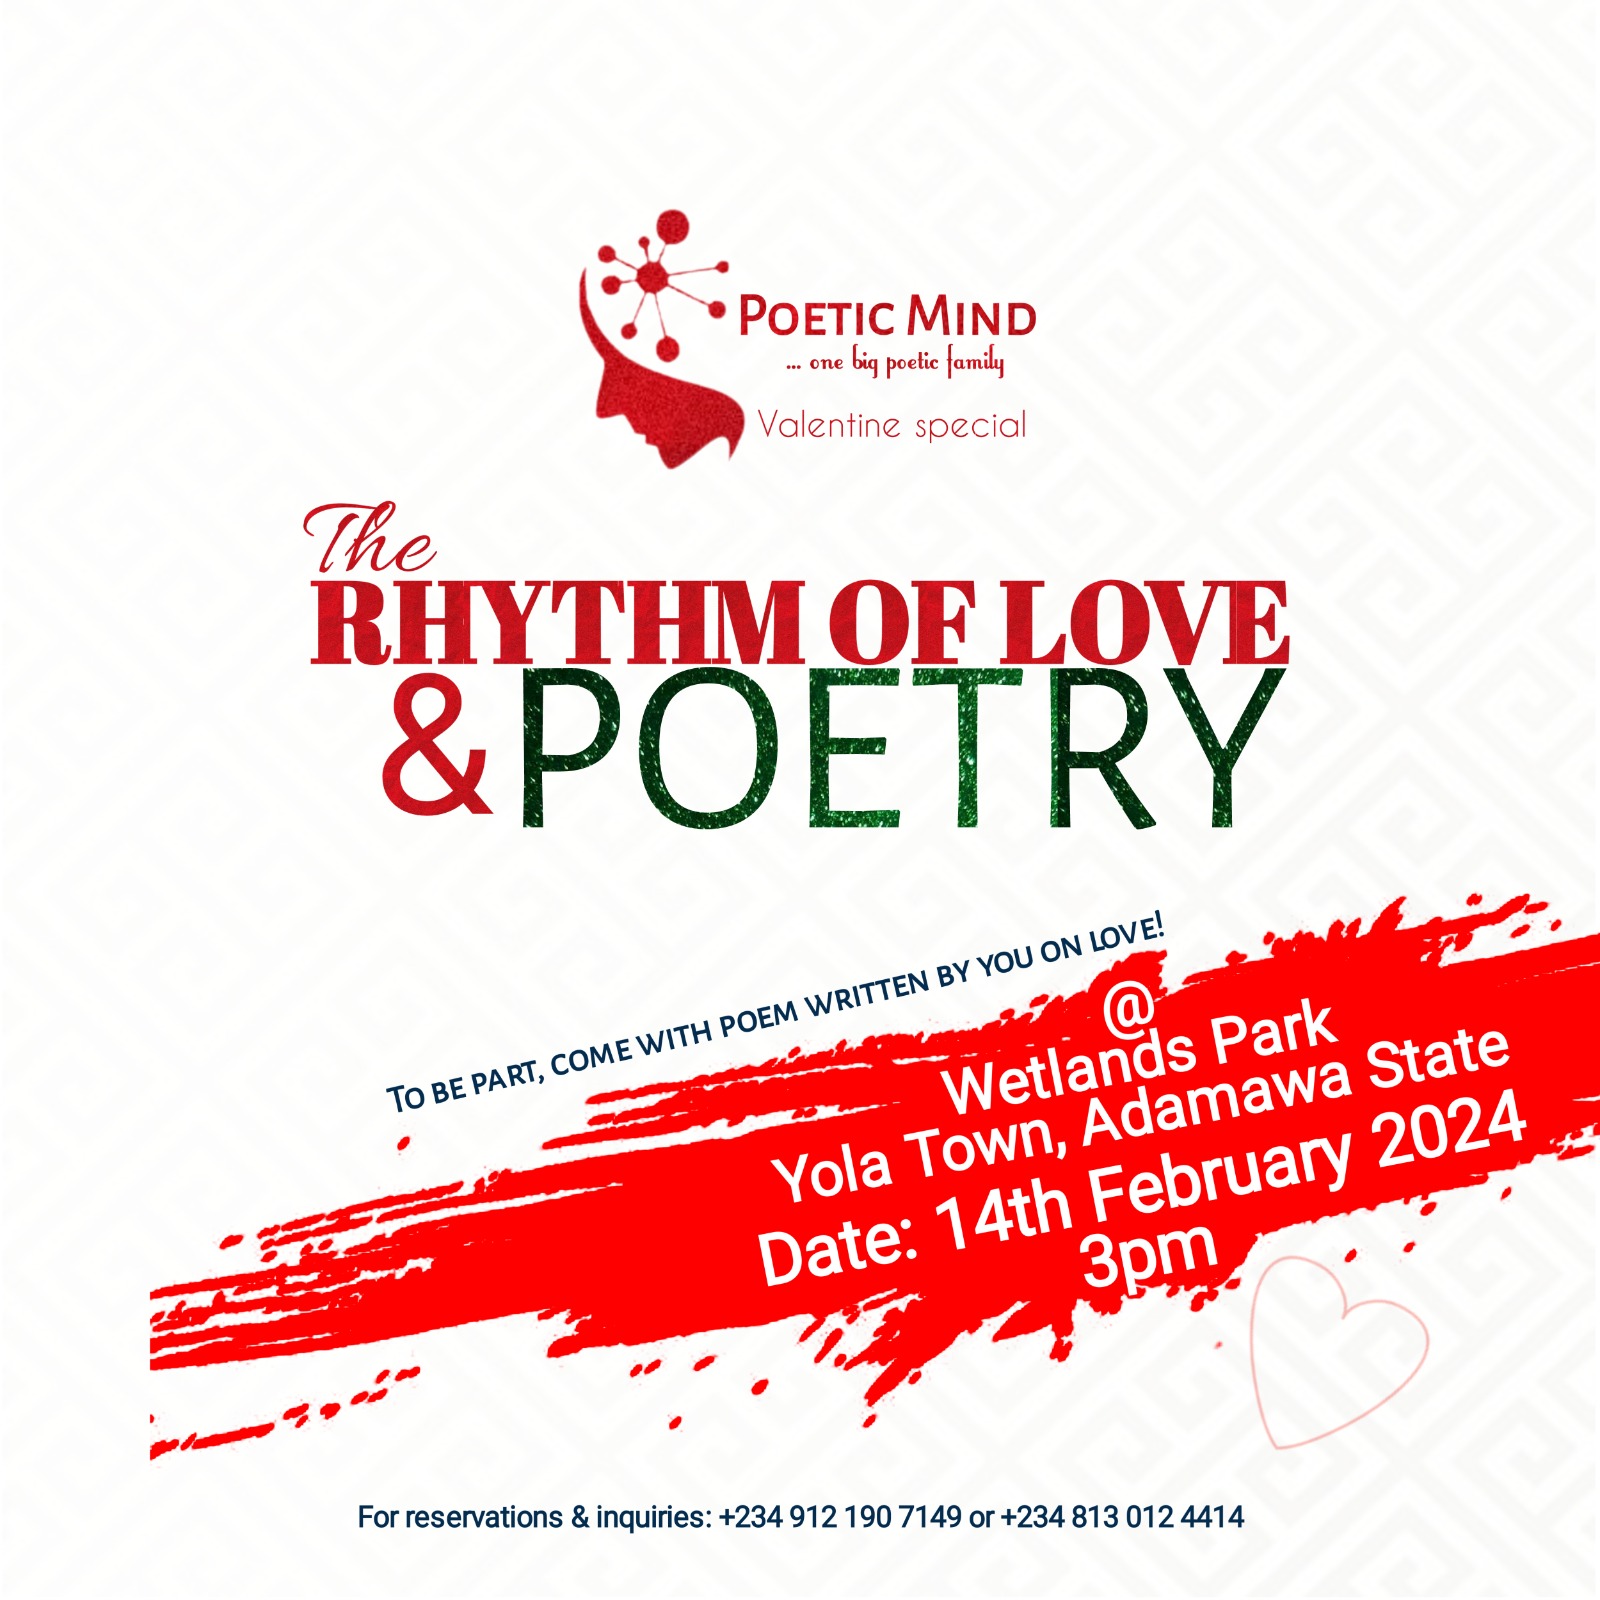 POETIC MIND
... one big poetic family
Valentine special
The
RHYTHM OF LOVE
& POETRY
TO BE PART, COME WITH POEM WRITTEN BY YOU ON LOVE!
@
Wetlands Park
Yola Town, Adamawa State
Date: 14th February 2024
3pm
For reservations & inquiries: +234 912 190 7149 or +234 813 012 4414